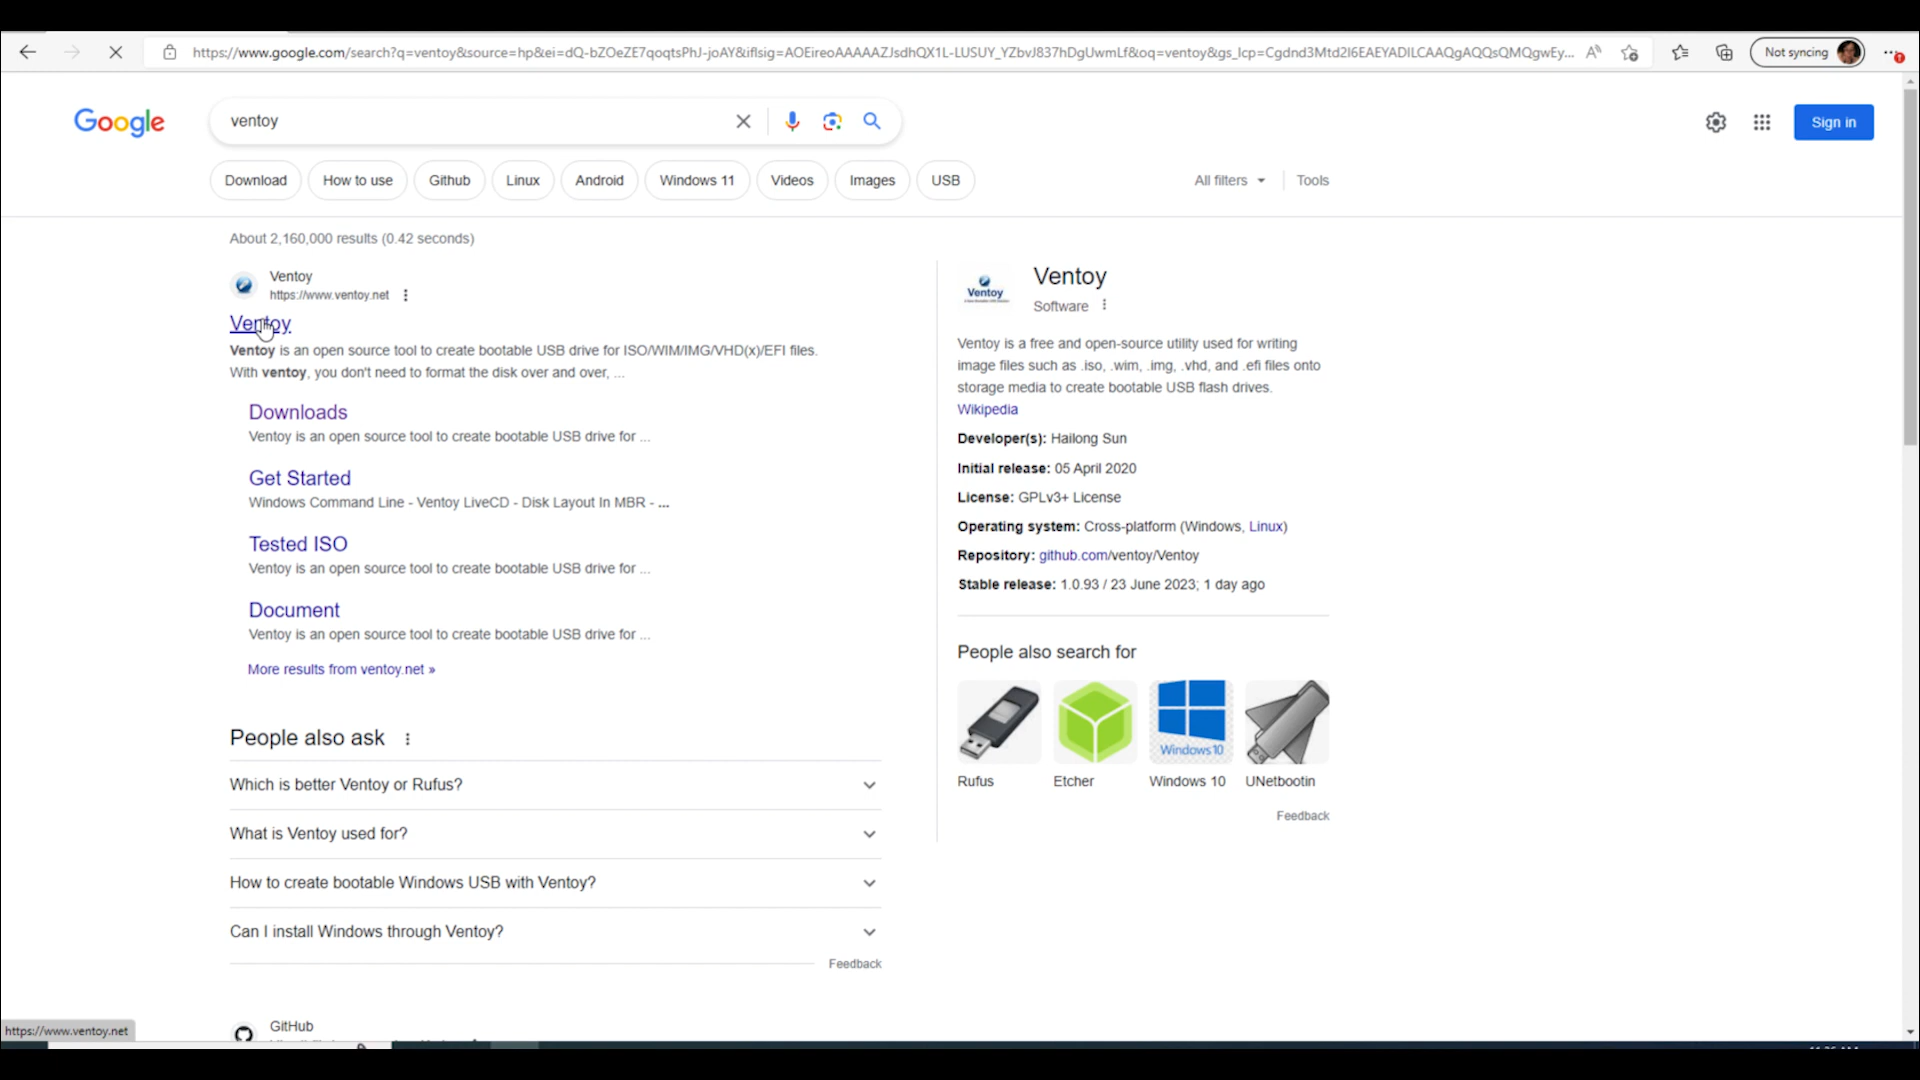 https://www.google.com/search?q=ventoy&source=hp&ei=dQ-bZOeZE7qoqtsPhJ-joAY&iflsig=AOEireoAAAAAZJsdhQX1L-LUSUY_YZbvJ837hDgUwmLf&oq=ventoy&gs_lcp=Cgdnd3Mtd2l6EAEYADILCAAQgAQQsQMQgwEy...
Not syncing
Google
ventoy
Sign in
Download
How to use
Github
Linux
Android
Windows 11
Videos
Images
USB
All filters
Tools
About 2,160,000 results (0.42 seconds)
Ventoy
https://www.ventoy.net
Ventoy
Ventoy is an open source tool to create bootable USB drive for ISO/WIM/IMG/VHD(x)/EFI files.
With ventoy, you don't need to format the disk over and over, ...
Downloads
Ventoy is an open source tool to create bootable USB drive for ...
Get Started
Windows Command Line - Ventoy LiveCD - Disk Layout In MBR - ...
Tested ISO
Ventoy is an open source tool to create bootable USB drive for ...
Document
Ventoy is an open source tool to create bootable USB drive for ...
More results from ventoy.net »
People also ask
Which is better Ventoy or Rufus?
What is Ventoy used for?
How to create bootable Windows USB with Ventoy?
Can I install Windows through Ventoy?
Feedback
GitHub
https://www.ventoy.net
Ventoy
Ventoy
Software
Ventoy is a free and open-source utility used for writing
image files such as .iso, .wim, .img, .vhd, and .efi files onto
storage media to create bootable USB flash drives.
Wikipedia
Developer(s): Hailong Sun
Initial release: 05 April 2020
License: GPLv3+ License
Operating system: Cross-platform (Windows, Linux)
Repository: github.com/ventoy/Ventoy
Stable release: 1.0.93 / 23 June 2023; 1 day ago
People also search for
Windows 10
Rufus
Etcher
Windows 10
UNetbootin
Feedback